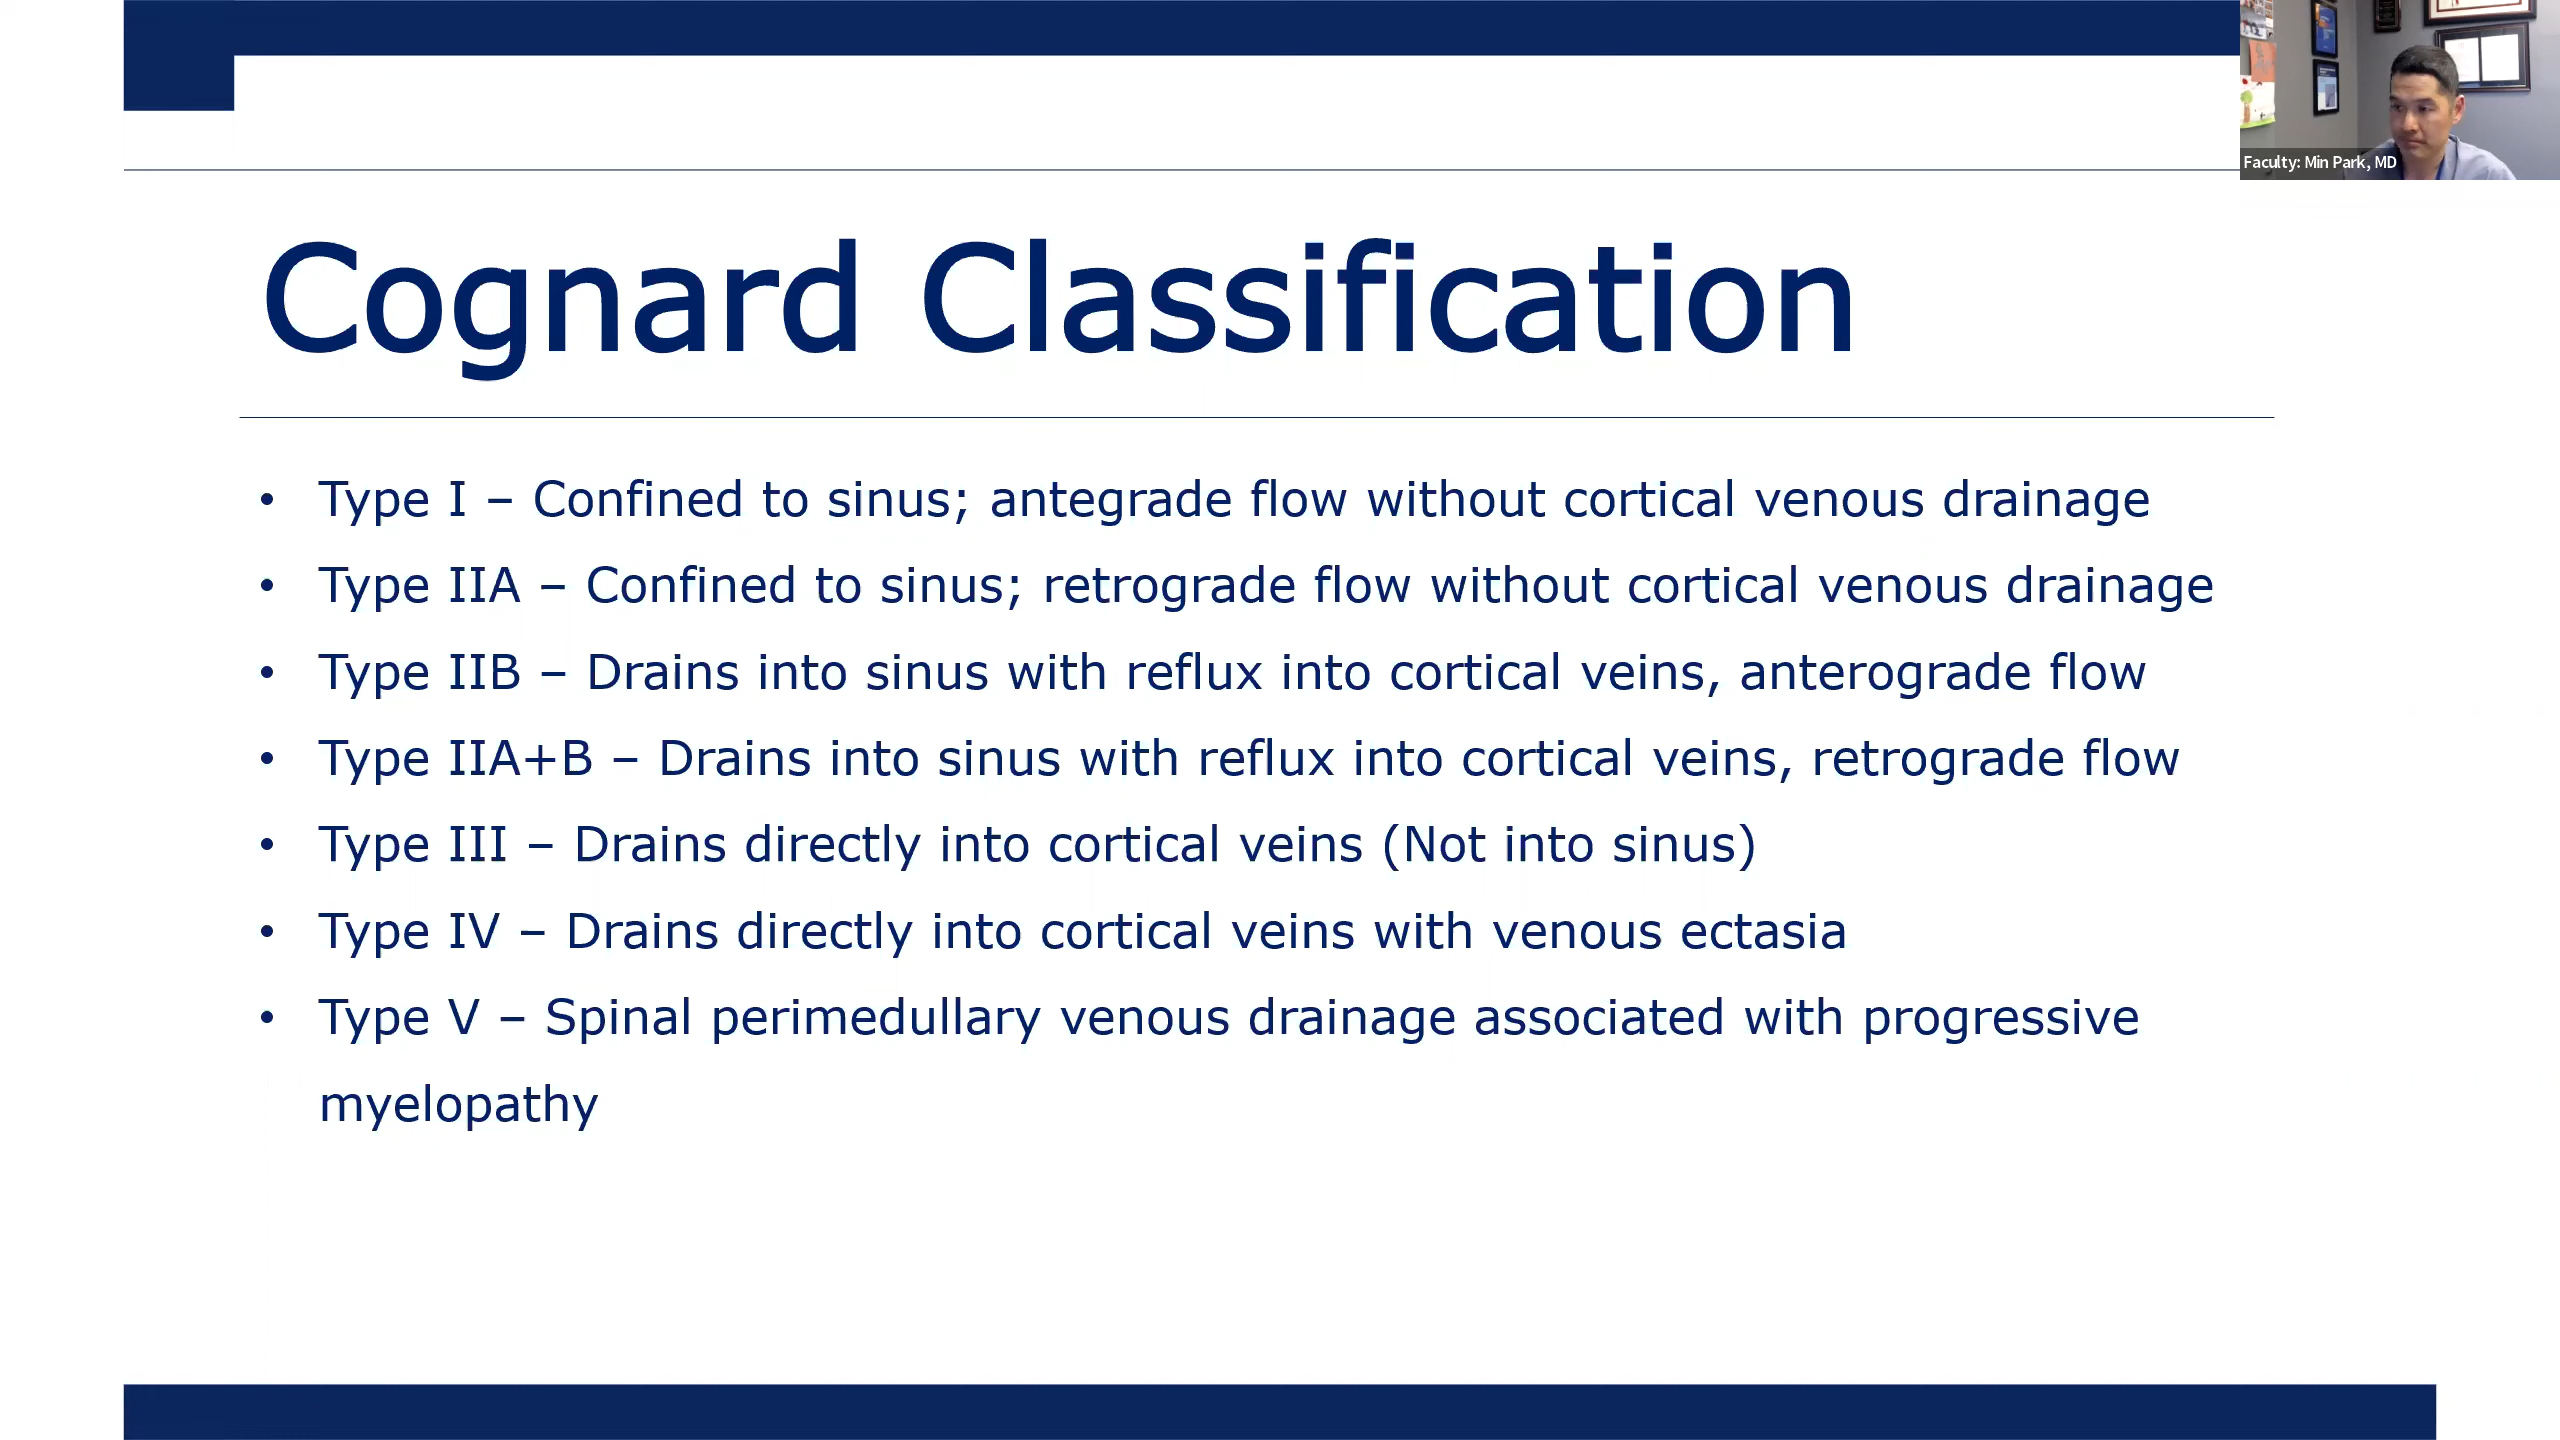 Faculty: Min Park, MD
Cognard Classification
• Type I – Confined to sinus; antegrade flow without cortical venous drainage
• Type IIA – Confined to sinus; retrograde flow without cortical venous drainage
• Type IIB – Drains into sinus with reflux into cortical veins, anterograde flow
• Type IIA+B – Drains into sinus with reflux into cortical veins, retrograde flow
• Type III – Drains directly into cortical veins (Not into sinus)
• Type IV – Drains directly into cortical veins with venous ectasia
• Type V – Spinal perimedullary venous drainage associated with progressive
myelopathy